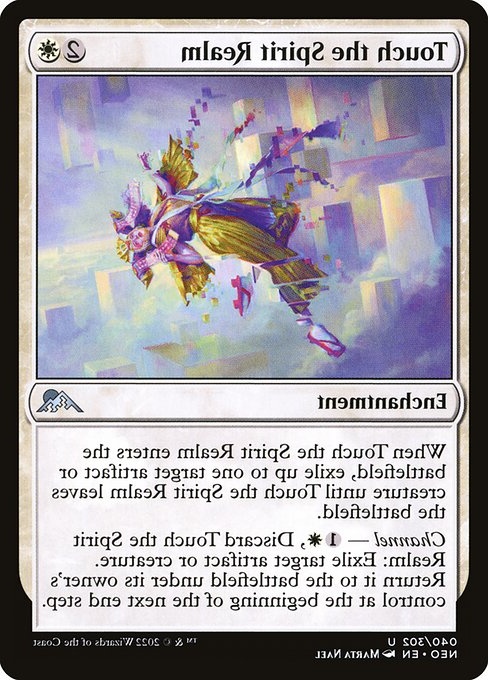 Touch the Spirit Realm 2
Enchantment
When Touch the Spirit Realm enters the
battlefield, exile up to one target artifact or
creature until Touch the Spirit Realm leaves
the battlefield.
Channel — 1, Discard Touch the Spirit
Realm: Exile target artifact or creature.
Return it to the battlefield under its owner's
control at the beginning of the next end step.
040/302 U
NEO • EN MARTA NAEL
™ & © 2022 Wizards of the Coast